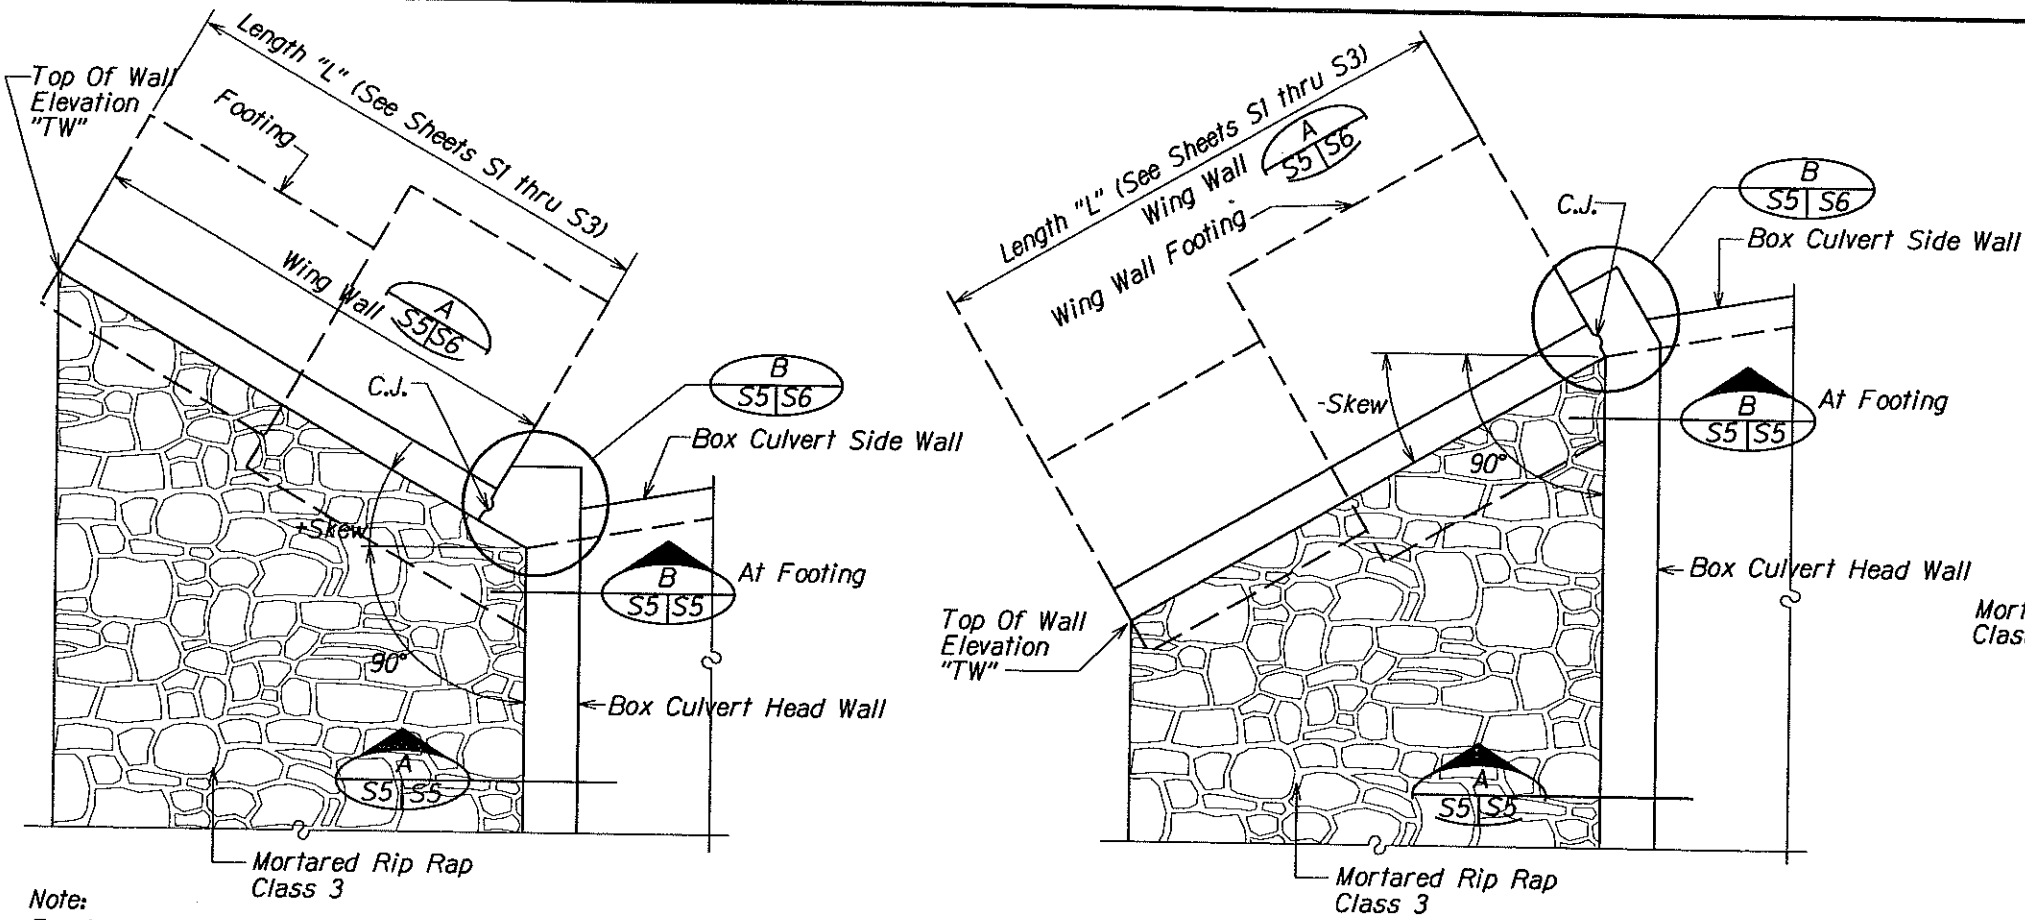 Length "L" (See Sheets S1 thru S3)
Top Of Wall
Elevation
"TW"
Footing
Wing Wall
A
S5 S6
C.J.
B
S5 S6
Box Culvert Side Wall
+Skew
B
S5 S5
At Footing
90°
Box Culvert Head Wall
A
S5 S5
Mortared Rip Rap
Class 3
Note:
Length "L" (See Sheets S1 thru S3)
Wing Wall
A
S5 S6
Wing Wall Footing
C.J.
B
S5 S6
Box Culvert Side Wall
-Skew
90°
B
S5 S5
At Footing
Box Culvert Head Wall
Top Of Wall
Elevation
"TW"
A
S5 S5
Mortared Rip Rap
Class 3
Mort
Clas